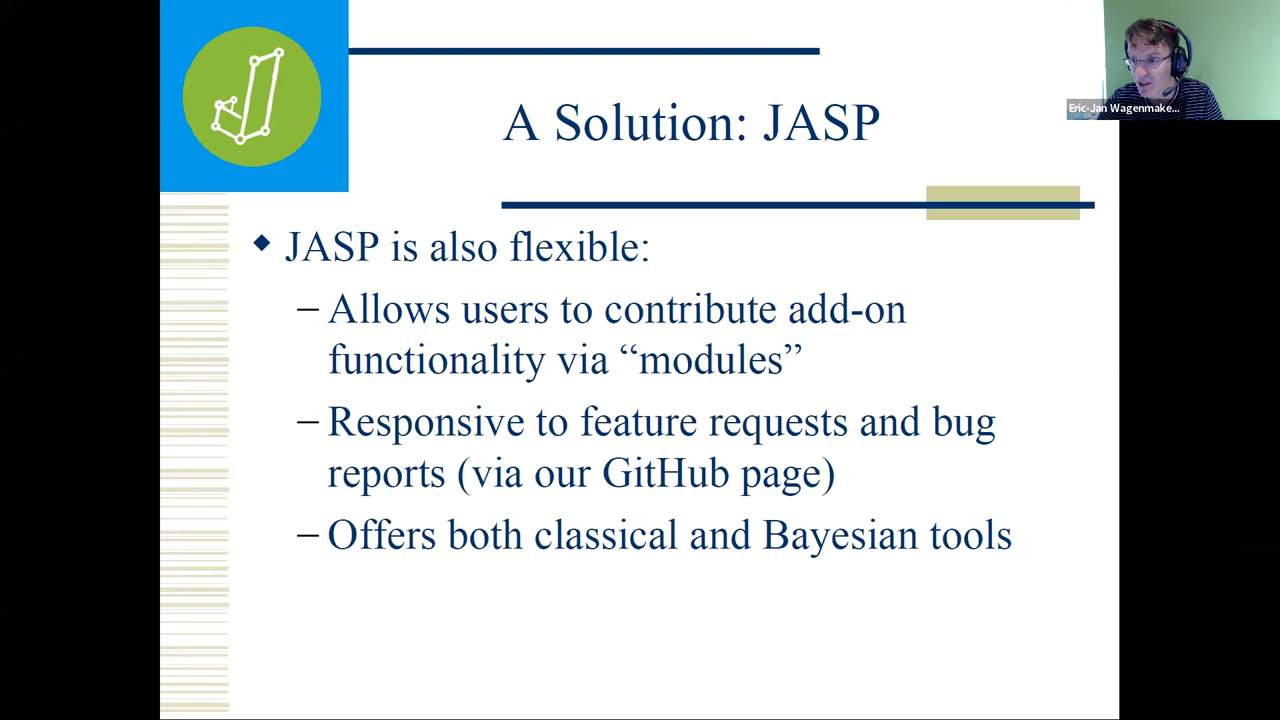 Eric-Jan Wagenmake...
A Solution: JASP
JASP is also flexible:
– Allows users to contribute add-on
functionality via “modules”
– Responsive to feature requests and bug
reports (via our GitHub page)
– Offers both classical and Bayesian tools